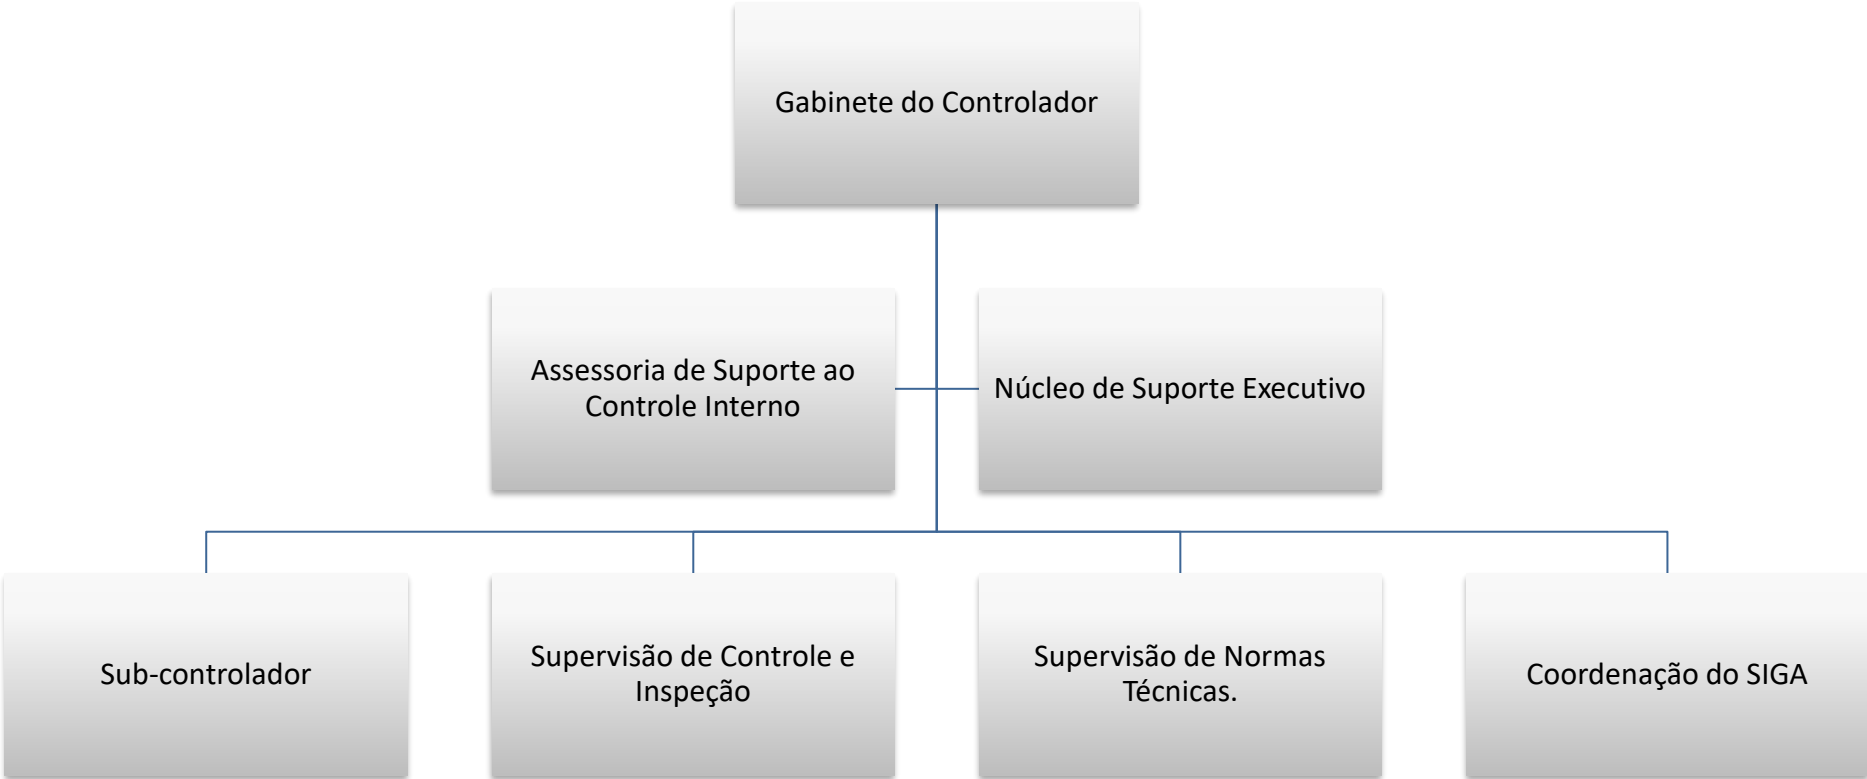 Gabinete do Controlador
Assessoria de Suporte ao
Controle Interno
Núcleo de Suporte Executivo
Sub-controlador
Supervisão de Controle e
Inspeção
Supervisão de Normas
Técnicas.
Coordenação do SIGA